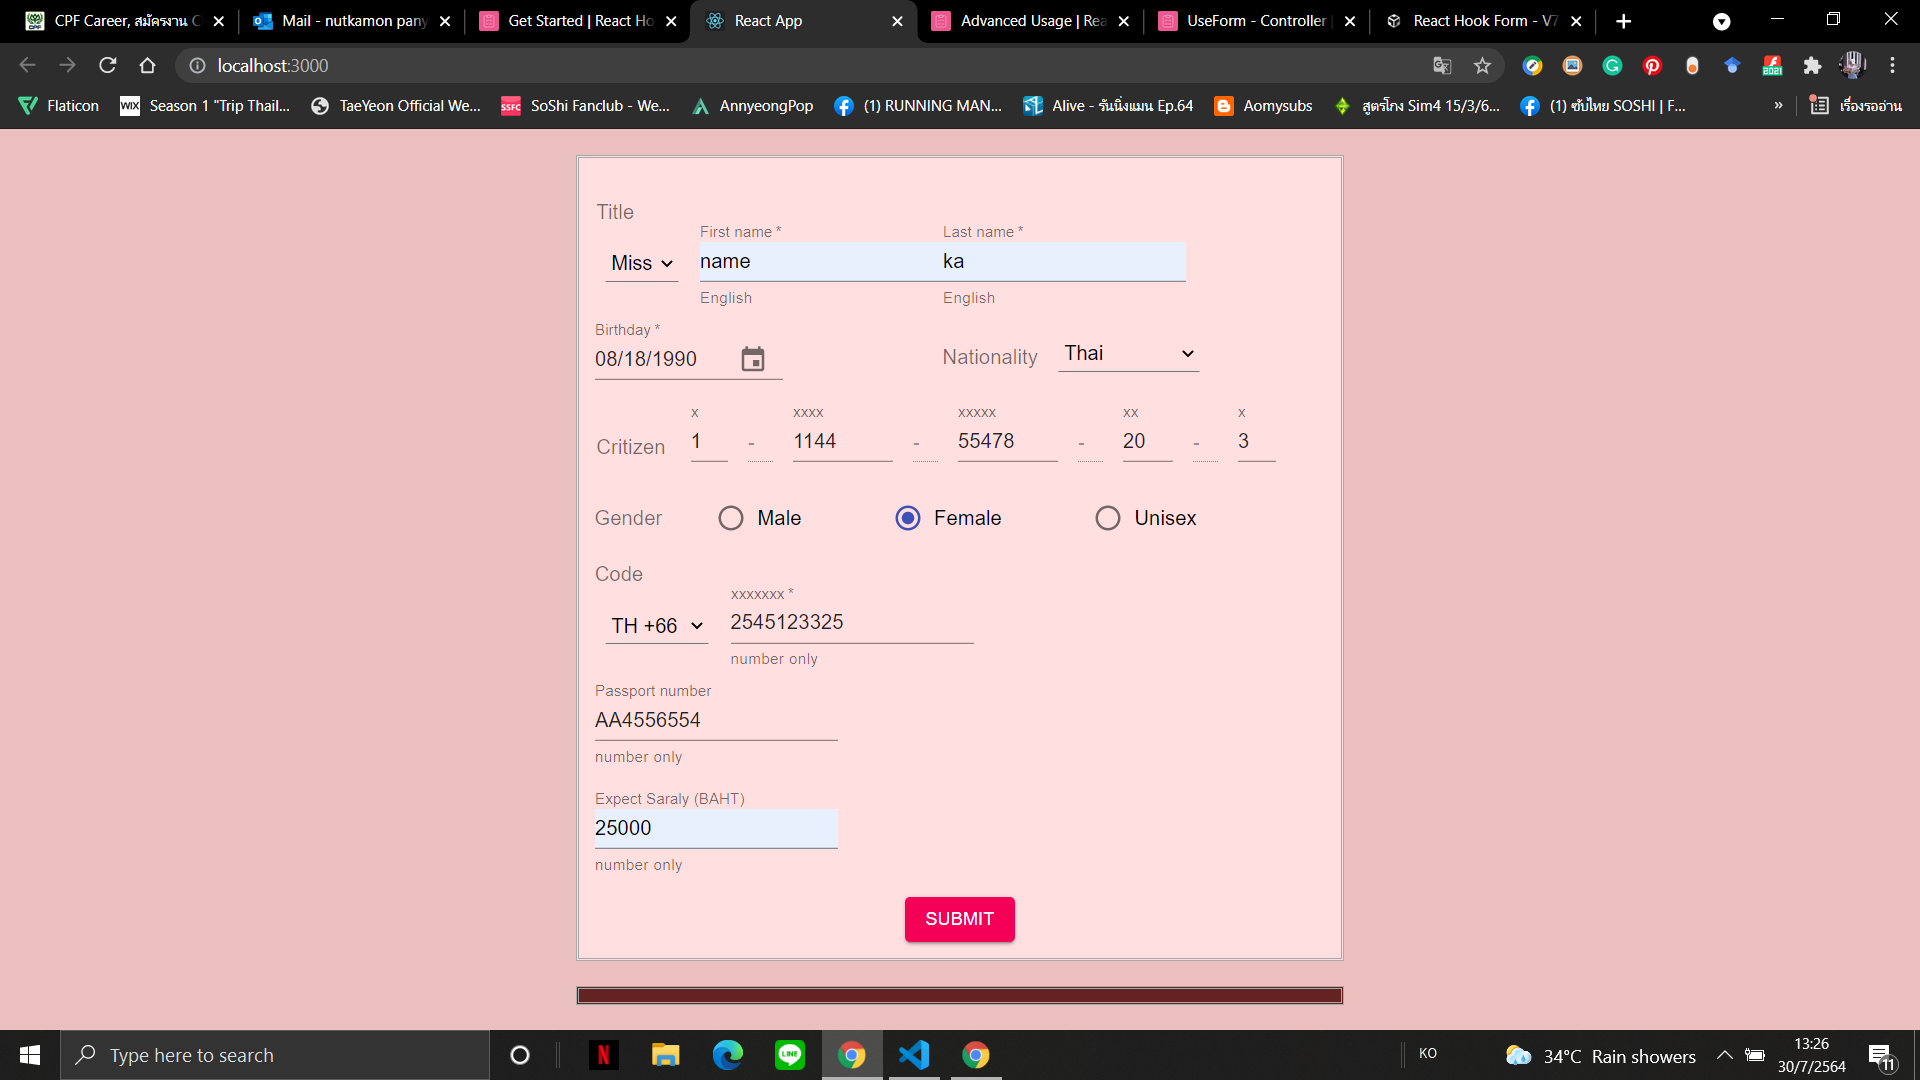 CPF Career, สมัครงาน C
Mail - nutkamon pany
Get Started | React Ho
React App
Advanced Usage | Rea
UseForm - Controller
React Hook Form - V7
localhost:3000
Flaticon
WIX Season 1 "Trip Thail...
TaeYeon Official We...
SSFC SoShi Fanclub - We...
AnnyeongPop
(1) RUNNING MAN...
Alive - รันนิ่งแมน Ep.64
Aomysubs
สูตรโกง Sim4 15/3/6...
(1) ซับไทย SOSHI | F...
»
เรื่องรออ่าน
Title
First name *
Last name *
Miss
name
ka
English
English
Birthday *
08/18/1990
Nationality
Thai
x
xxxx
xxxxx
xx
x
Critizen
1 - 1144 - 55478 - 20 - 3
Gender
Male
Female
Unisex
Code
xxxxxxx *
TH +66
2545123325
number only
Passport number
AA4556554
number only
Expect Saraly (BAHT)
25000
number only
SUBMIT
Type here to search
KO
34°C Rain showers
13:26
30/7/2564
11